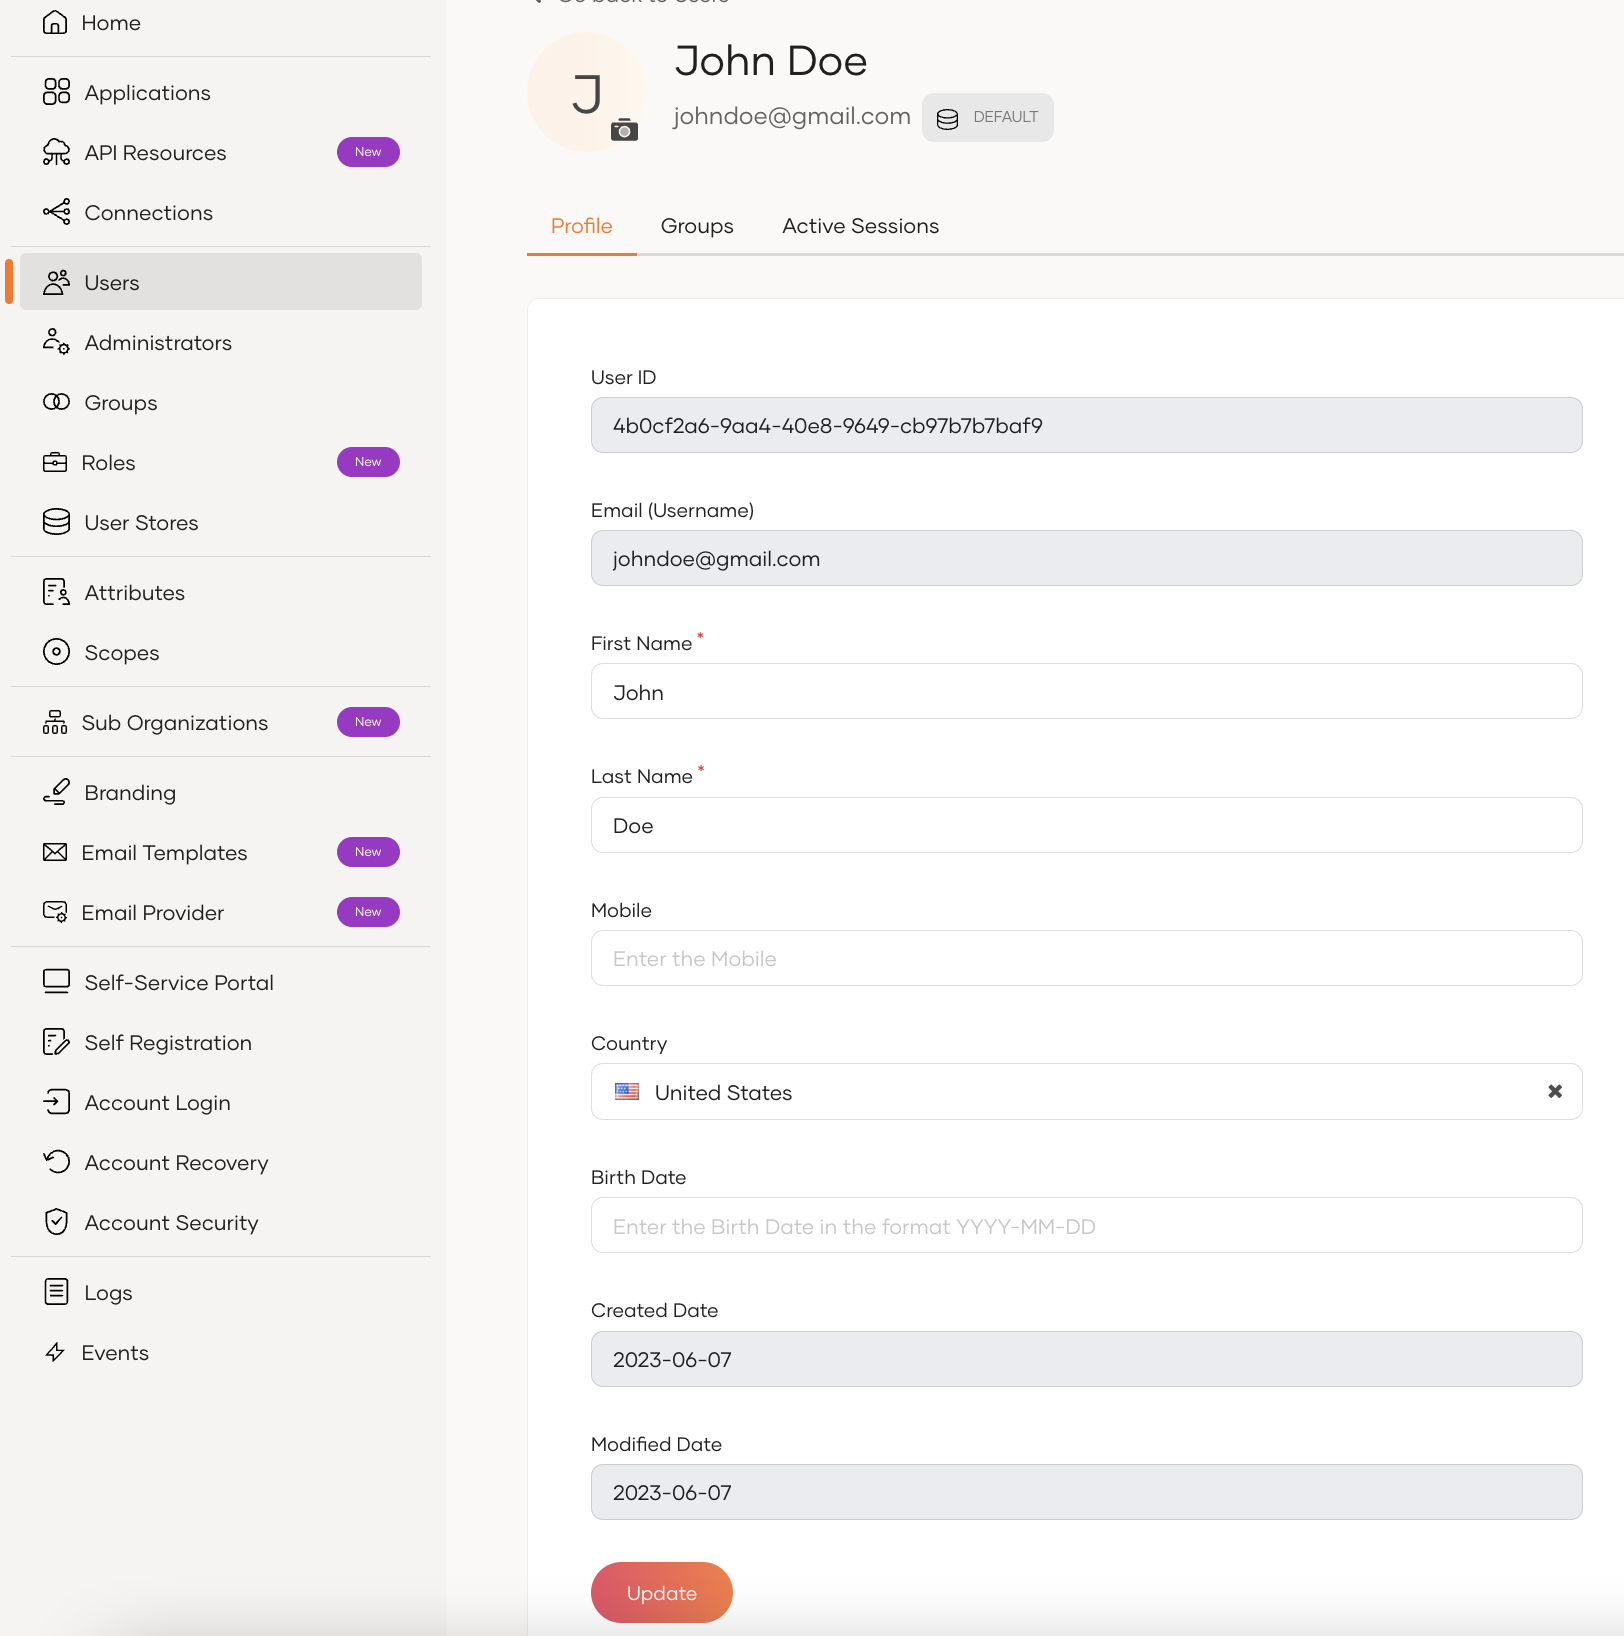 Home
Applications
API Resources New
Connections
Users
Administrators
Groups
Roles New
User Stores
Attributes
Scopes
Sub Organizations New
Branding
Email Templates New
Email Provider New
Self-Service Portal
Self Registration
Account Login
Account Recovery
Account Security
Logs
Events
Go back to Users
J
John Doe
johndoe@gmail.com DEFAULT
Profile Groups Active Sessions
User ID
4b0cf2a6-9aa4-40e8-9649-cb97b7b7baf9
Email (Username)
johndoe@gmail.com
First Name *
John
Last Name *
Doe
Mobile
Enter the Mobile
Country
United States
Birth Date
Enter the Birth Date in the format YYYY-MM-DD
Created Date
2023-06-07
Modified Date
2023-06-07
Update